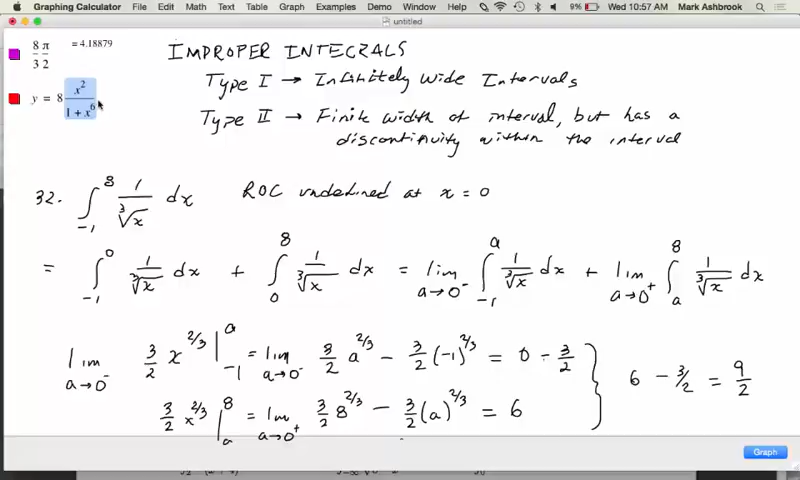 Graphing Calculator File Edit Math Text Table Graph Examples Demo Window Help 9% Wed 10:57 AM Mark Ashbrook
untitled
8/3 π/2 = 4.18879
y = 8 x²/(1 + x⁶)
IMPROPER INTEGRALS
Type I → Infinitely Wide Intervals
Type II → Finite width of interval, but has a
discontinuity within the interval
32. ∫₋₁⁸ 1/∛x dx ROC undefined at x = 0
= ∫₋₁⁰ 1/∛x dx + ∫₀⁸ 1/∛x dx = lim a→0⁻ ∫₋₁ᵃ 1/∛x dx + lim a→0⁺ ∫ₐ⁸ 1/∛x dx
lim a→0⁻ 3/2 x^2/3 |₋₁ᵃ = lim a→0⁻ 3/2 a^2/3 − 3/2 (−1)^2/3 = 0 − 3/2
3/2 x^2/3 |ₐ⁸ = lim a→0⁺ 3/2 8^2/3 − 3/2 (a)^2/3 = 6
} 6 − 3/2 = 9/2
Graph